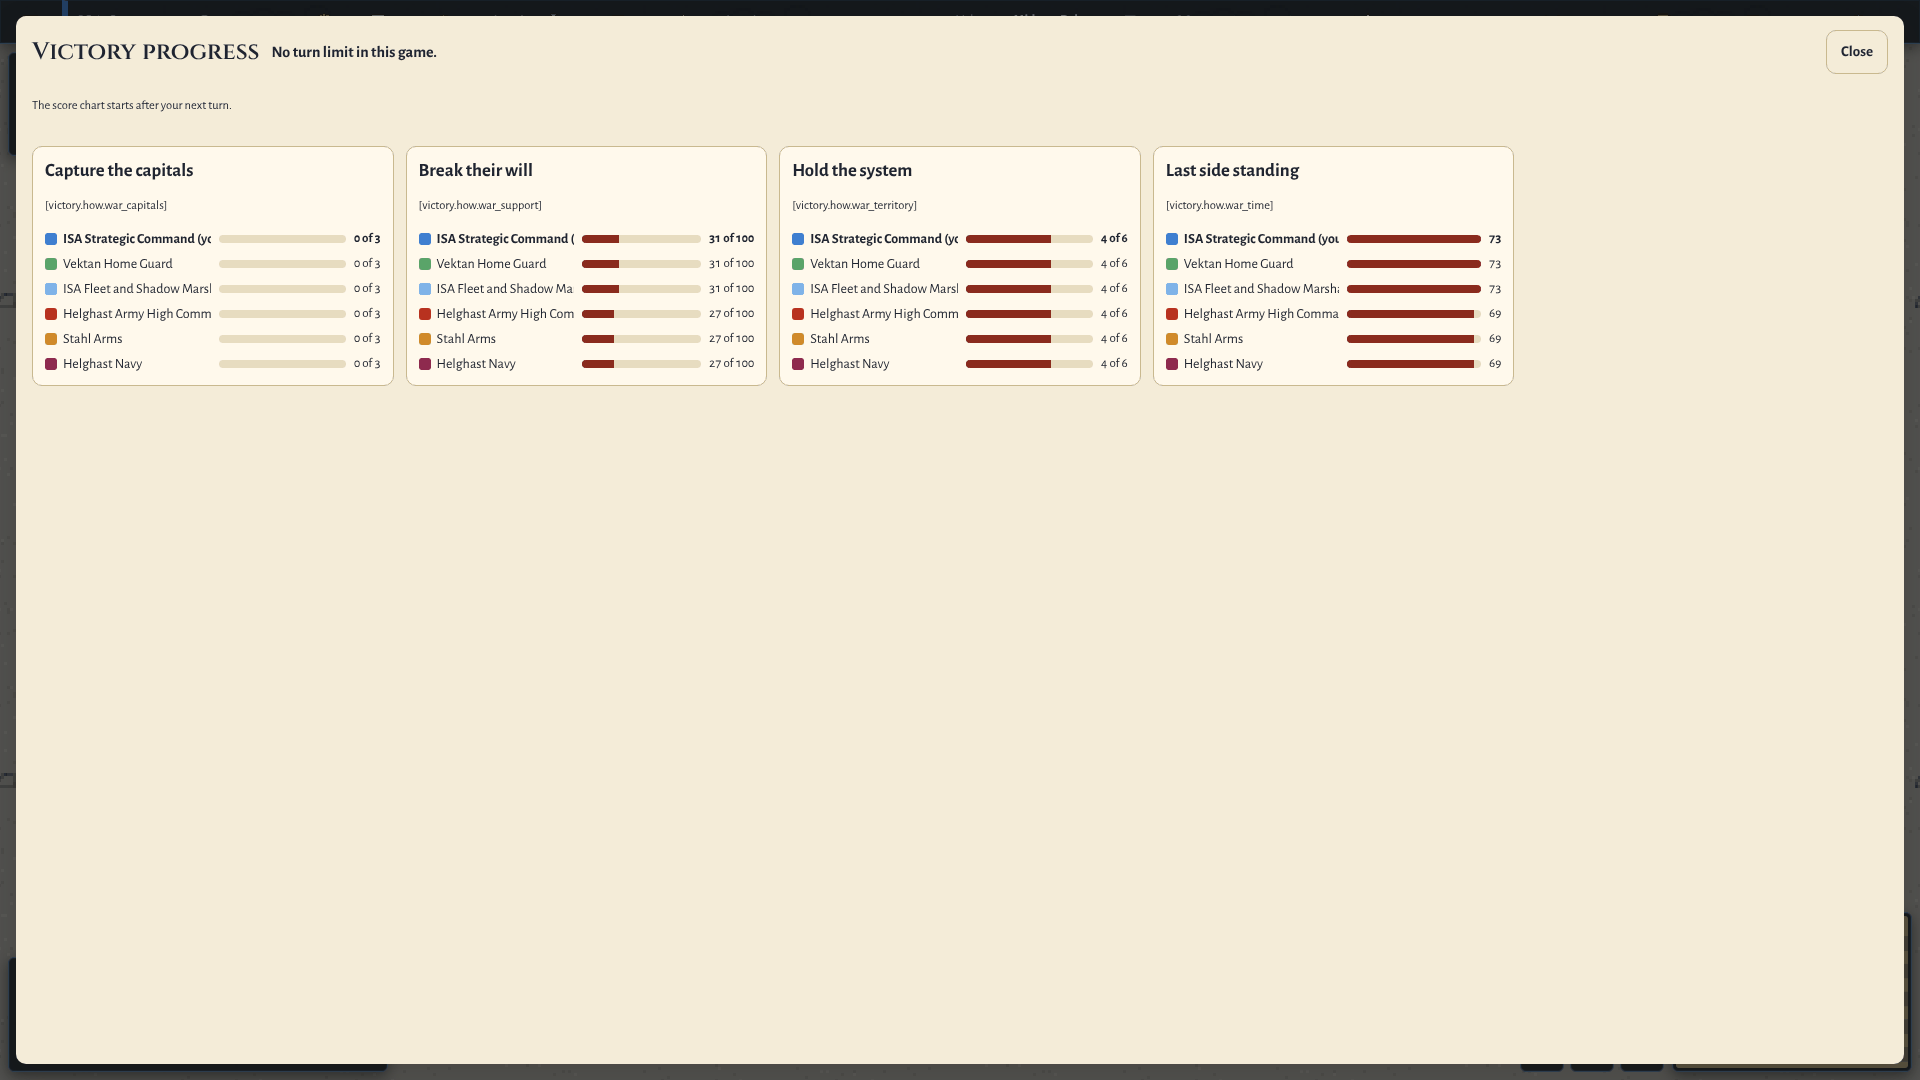 Victory progress No turn limit in this game. Close
The score chart starts after your next turn.
Capture the capitals
[victory.how.war_capitals]
ISA Strategic Command (yo 0 of 3
Vektan Home Guard 0 of 3
ISA Fleet and Shadow Marsh 0 of 3
Helghast Army High Comm 0 of 3
Stahl Arms 0 of 3
Helghast Navy 0 of 3
Break their will
[victory.how.war_support]
ISA Strategic Command ( 31 of 100
Vektan Home Guard 31 of 100
ISA Fleet and Shadow Ma 31 of 100
Helghast Army High Com 27 of 100
Stahl Arms 27 of 100
Helghast Navy 27 of 100
Hold the system
[victory.how.war_territory]
ISA Strategic Command (yo 4 of 6
Vektan Home Guard 4 of 6
ISA Fleet and Shadow Marsh 4 of 6
Helghast Army High Comm 4 of 6
Stahl Arms 4 of 6
Helghast Navy 4 of 6
Last side standing
[victory.how.war_time]
ISA Strategic Command (you 73
Vektan Home Guard 73
ISA Fleet and Shadow Marsha 73
Helghast Army High Comma 69
Stahl Arms 69
Helghast Navy 69